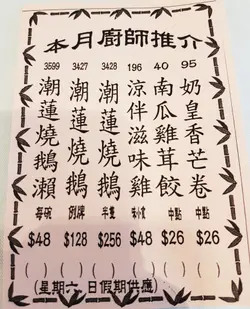 本月廚師推介
3599 3427 3428 196 40 95
潮蓮燒鵝瀨
潮蓮燒鵝
潮蓮燒鵝
涼伴滋味雞
南瓜雞茸餃
奶皇香芒卷
每碗 例牌 半隻 味小食 中點 中點
$48 $128 $256 $48 $26 $26
( ) ( ) ( ) ( ) ( ) ( )
(星期六、日假期供應)